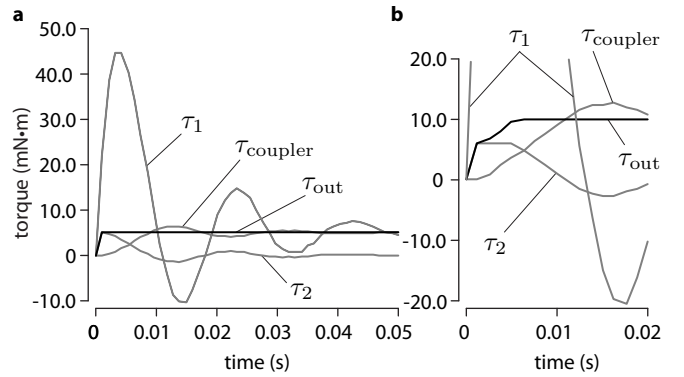 a
50.0
40.0
30.0
20.0
10.0
0
-10.0
torque (mN•m)
τ1
τcoupler
τout
τ2
0 0.01 0.02 0.03 0.04 0.05
time (s)
b
20.0
10.0
0
-10.0
-20.0
τ1
τcoupler
τout
τ2
0 0.01 0.02
time (s)